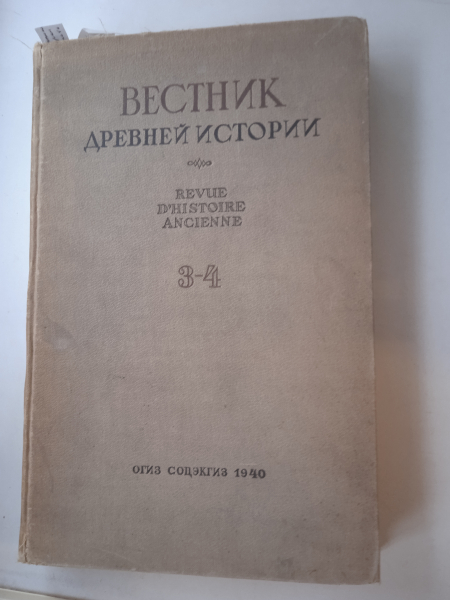 ВЕСТНИК
ДРЕВНЕЙ ИСТОРИИ
REVUE
D'HISTOIRE
ANCIENNE
3-4
ОГИЗ СОЦЭКГИЗ 1940